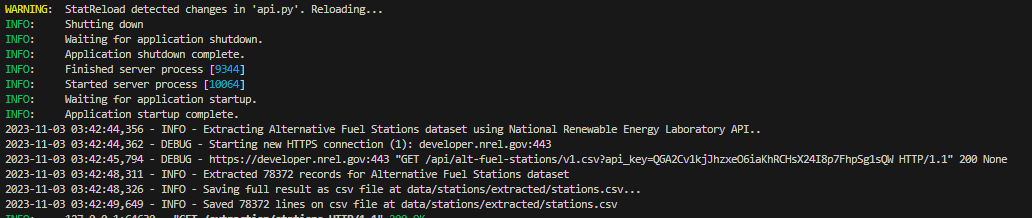 WARNING:  StatReload detected changes in 'api.py'. Reloading...
INFO:     Shutting down
INFO:     Waiting for application shutdown.
INFO:     Application shutdown complete.
INFO:     Finished server process [9344]
INFO:     Started server process [10064]
INFO:     Waiting for application startup.
INFO:     Application startup complete.
2023-11-03 03:42:44,356 - INFO - Extracting Alternative Fuel Stations dataset using National Renewable Energy Laboratory API..
2023-11-03 03:42:44,362 - DEBUG - Starting new HTTPS connection (1): developer.nrel.gov:443
2023-11-03 03:42:45,794 - DEBUG - https://developer.nrel.gov:443 "GET /api/alt-fuel-stations/v1.csv?api_key=QGA2Cv1kjJhzxeO6iaKhRCHsX24I8p7FhpSg1sQW HTTP/1.1" 200 None
2023-11-03 03:42:48,311 - INFO - Extracted 78372 records for Alternative Fuel Stations dataset
2023-11-03 03:42:48,326 - INFO - Saving full result as csv file at data/stations/extracted/stations.csv...
2023-11-03 03:42:49,649 - INFO - Saved 78372 lines on csv file at data/stations/extracted/stations.csv